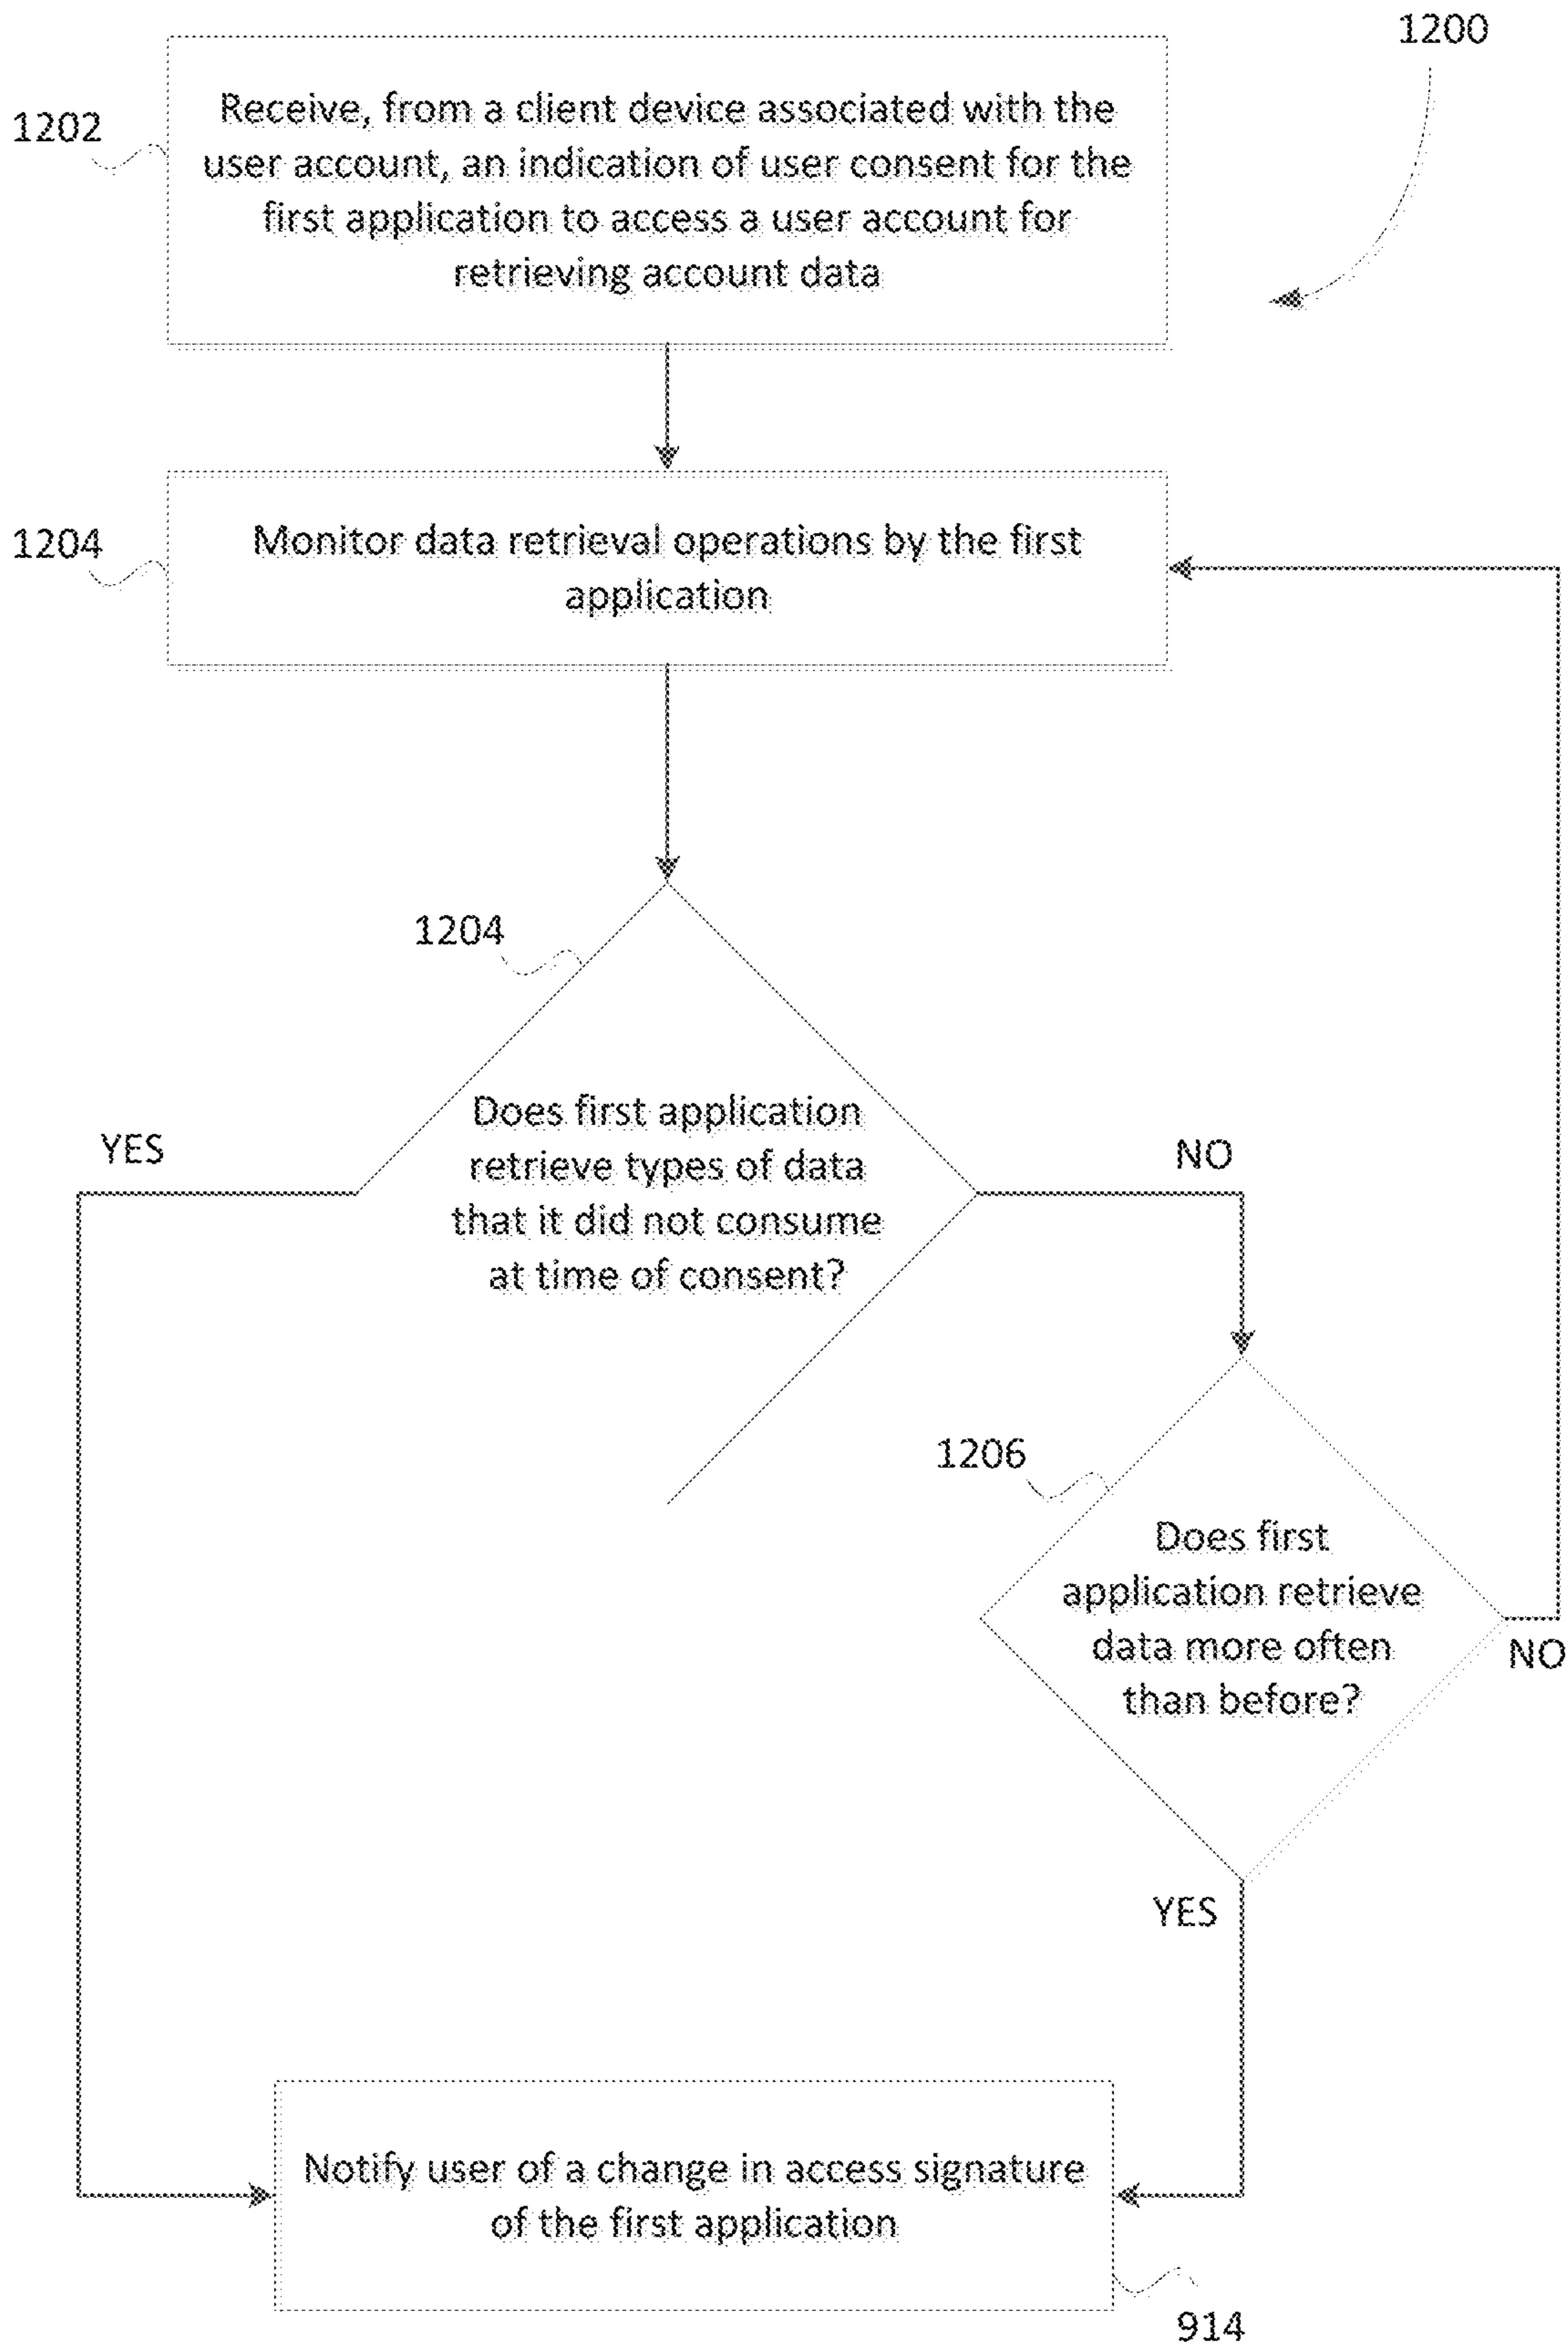 1200
1202
Receive, from a client device associated with the
user account, an indication of user consent for the
first application to access a user account for
retrieving account data
1204
Monitor data retrieval operations by the first
application
1204
Does first application
retrieve types of data
that it did not consume
at time of consent?
YES
NO
1206
Does first
application retrieve
data more often
than before?
NO
YES
Notify user of a change in access signature
of the first application
914